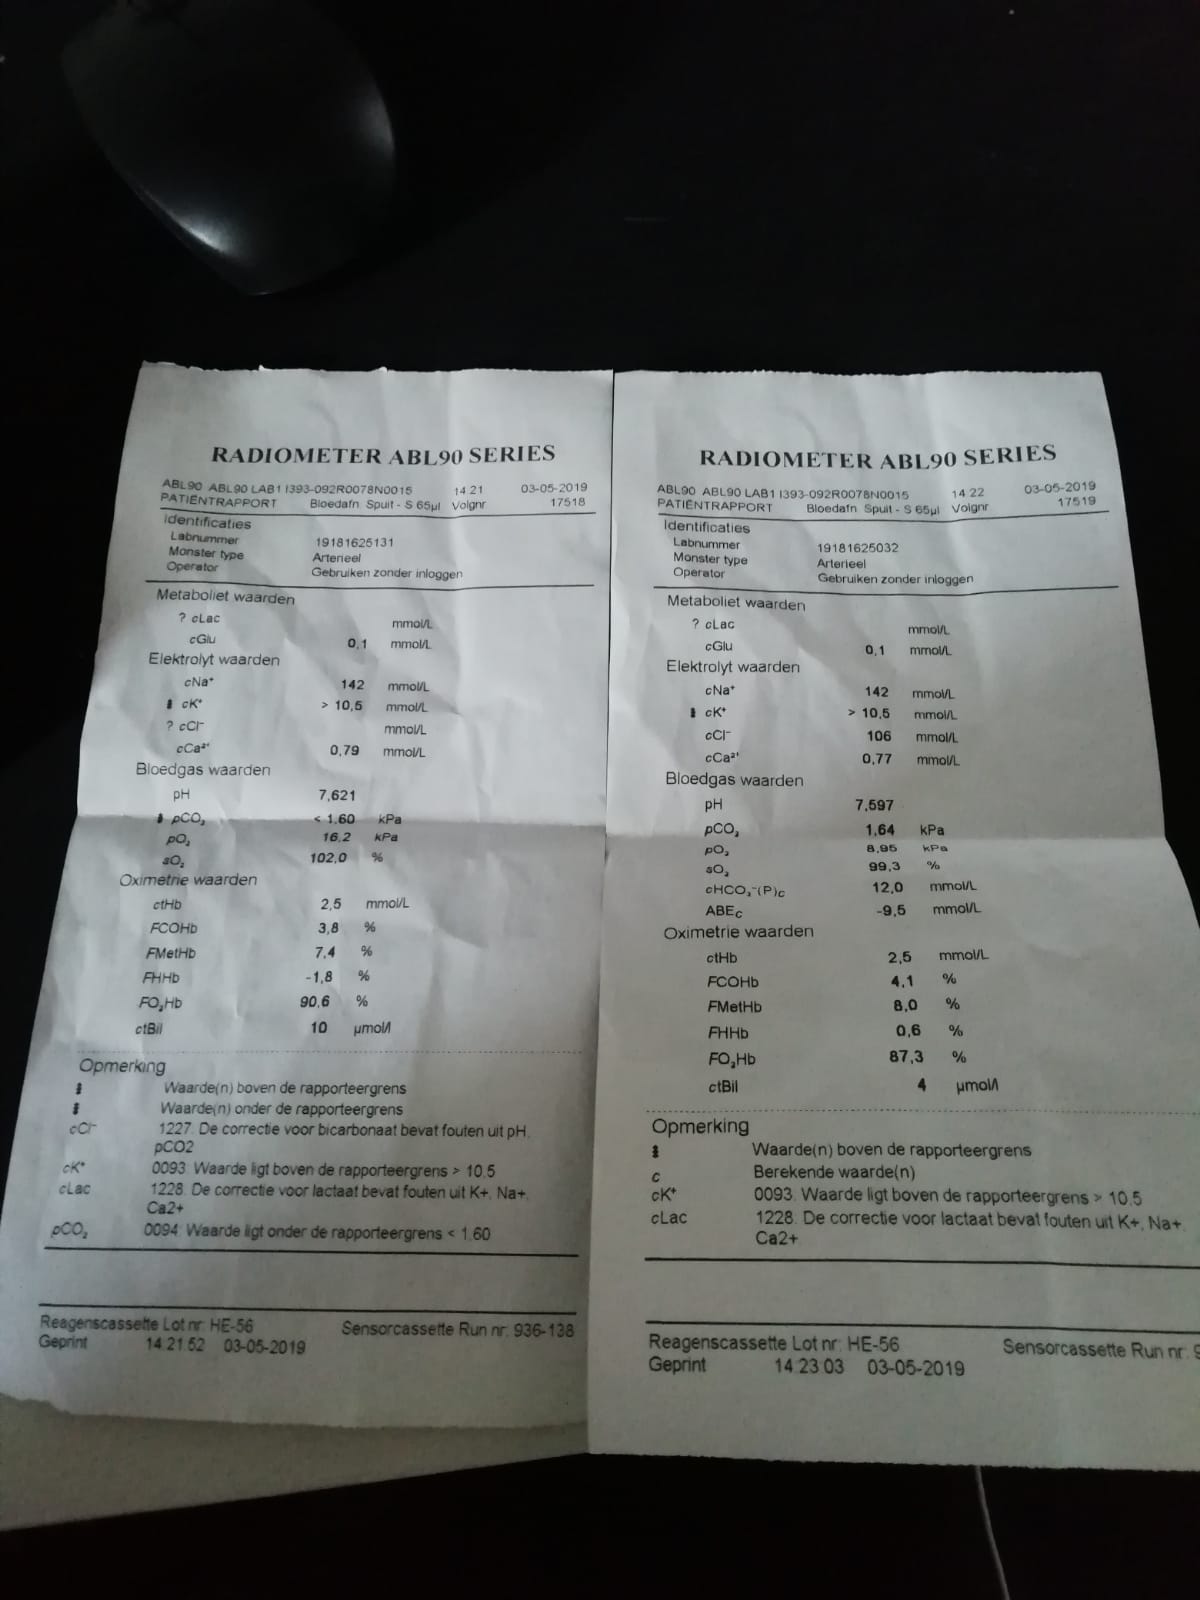 RADIOMETER ABL90 SERIES
ABL90 ABL90 LAB1 I393-092R0078N0015 14 21 03-05-2019
PATIËNTRAPPORT Bloedafn Spuit - S 65µl Volgnr 17518
Identificaties
Labnummer 19181625131
Monster type Arterieel
Operator Gebruiken zonder inloggen
Metaboliet waarden
? cLac mmol/L
cGlu 0,1 mmol/L
Elektrolyt waarden
cNa⁺ 142 mmol/L
cK⁺ > 10,5 mmol/L
? cCl⁻ mmol/L
cCa²⁺ 0,79 mmol/L
Bloedgas waarden
pH 7,621
pCO₂ < 1,60 kPa
pO₂ 16,2 kPa
sO₂ 102,0 %
Oximetrie waarden
ctHb 2,5 mmol/L
FCOHb 3,8 %
FMetHb 7,4 %
FHHb -1,8 %
FO₂Hb 90,6 %
ctBil 10 µmol/l
Opmerking
Waarde(n) boven de rapporteergrens
Waarde(n) onder de rapporteergrens
cCl⁻ 1227. De correctie voor bicarbonaat bevat fouten uit pH,
pCO2
cK⁺ 0093. Waarde ligt boven de rapporteergrens > 10,5
cLac 1228. De correctie voor lactaat bevat fouten uit K+, Na+,
Ca2+
pCO₂ 0094. Waarde ligt onder de rapporteergrens < 1,60
Reagenscassette Lot nr: HE-56 Sensorcassette Run nr: 936-138
Geprint 14:21:52 03-05-2019
RADIOMETER ABL90 SERIES
ABL90 ABL90 LAB1 I393-092R0078N0015 14 22 03-05-2019
PATIËNTRAPPORT Bloedafn Spuit - S 65µl Volgnr 17519
Identificaties
Labnummer 19181625032
Monster type Arterieel
Operator Gebruiken zonder inloggen
Metaboliet waarden
? cLac mmol/L
cGlu 0,1 mmol/L
Elektrolyt waarden
cNa⁺ 142 mmol/L
cK⁺ > 10,5 mmol/L
cCl⁻ 106 mmol/L
cCa²⁺ 0,77 mmol/L
Bloedgas waarden
pH 7,597
pCO₂ 1,64 kPa
pO₂ 8,95 kPa
sO₂ 99,3 %
cHCO₃⁻(P)c 12,0 mmol/L
ABEc -9,5 mmol/L
Oximetrie waarden
ctHb 2,5 mmol/L
FCOHb 4,1 %
FMetHb 8,0 %
FHHb 0,6 %
FO₂Hb 87,3 %
ctBil 4 µmol/l
Opmerking
Waarde(n) boven de rapporteergrens
c Berekende waarde(n)
cK⁺ 0093. Waarde ligt boven de rapporteergrens > 10,5
cLac 1228. De correctie voor lactaat bevat fouten uit K+, Na+,
Ca2+
Reagenscassette Lot nr: HE-56 Sensorcassette Run nr: 9
Geprint 14:23:03 03-05-2019